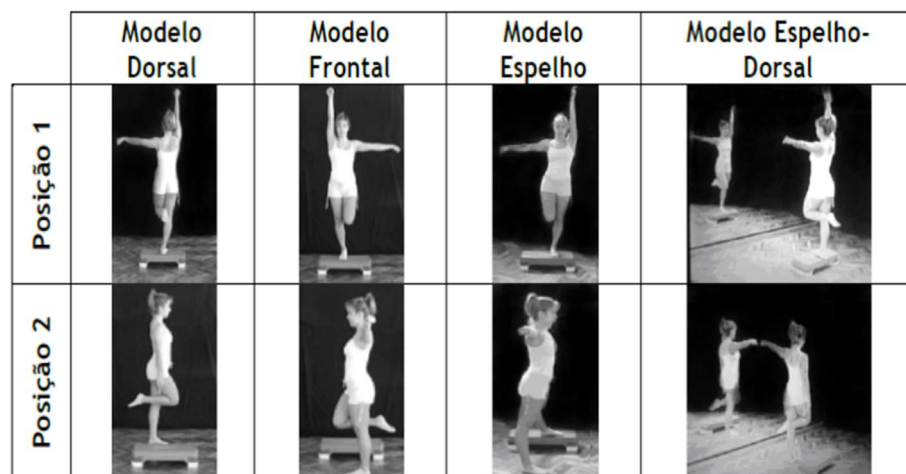 Modelo
Dorsal
Modelo
Frontal
Modelo
Espelho
Modelo Espelho-
Dorsal
Posição 1
Posição 2